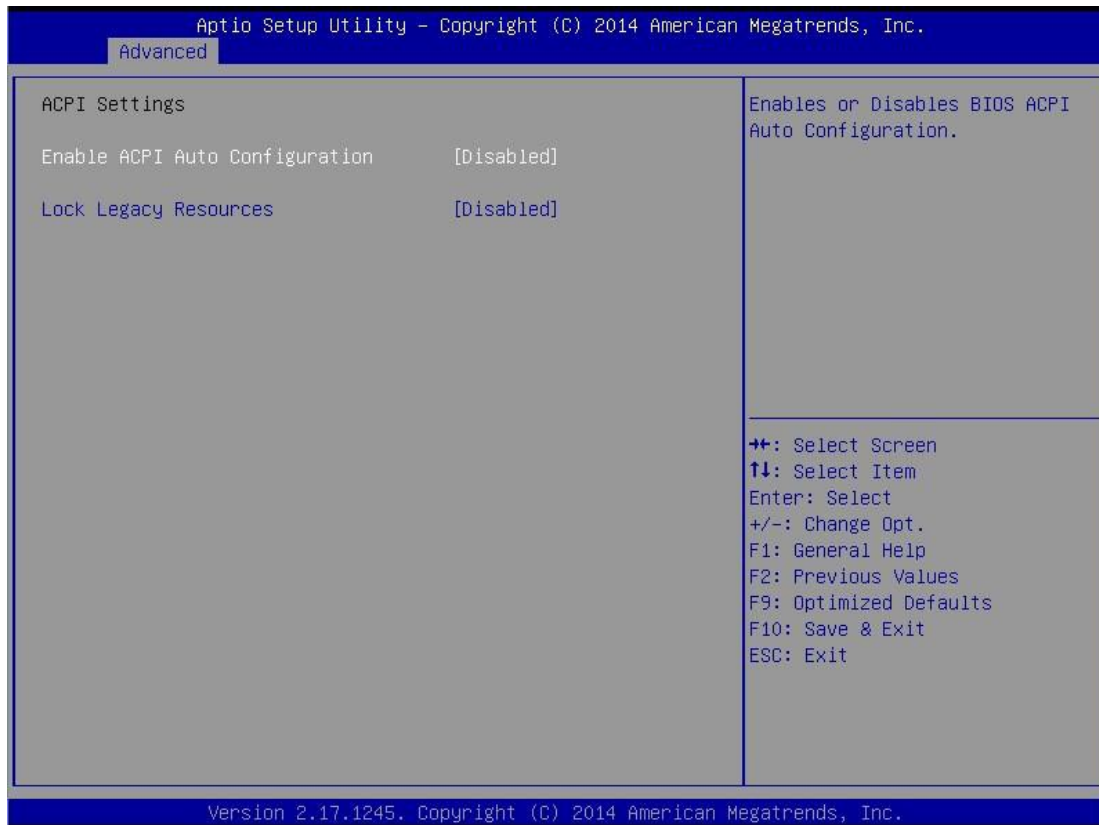 Aptio Setup Utility – Copyright (C) 2014 American Megatrends, Inc.
Advanced
ACPI Settings
Enable ACPI Auto Configuration [Disabled]
Lock Legacy Resources [Disabled]
Enables or Disables BIOS ACPI
Auto Configuration.
→←: Select Screen
↑↓: Select Item
Enter: Select
+/-: Change Opt.
F1: General Help
F2: Previous Values
F9: Optimized Defaults
F10: Save & Exit
ESC: Exit
Version 2.17.1245. Copyright (C) 2014 American Megatrends, Inc.